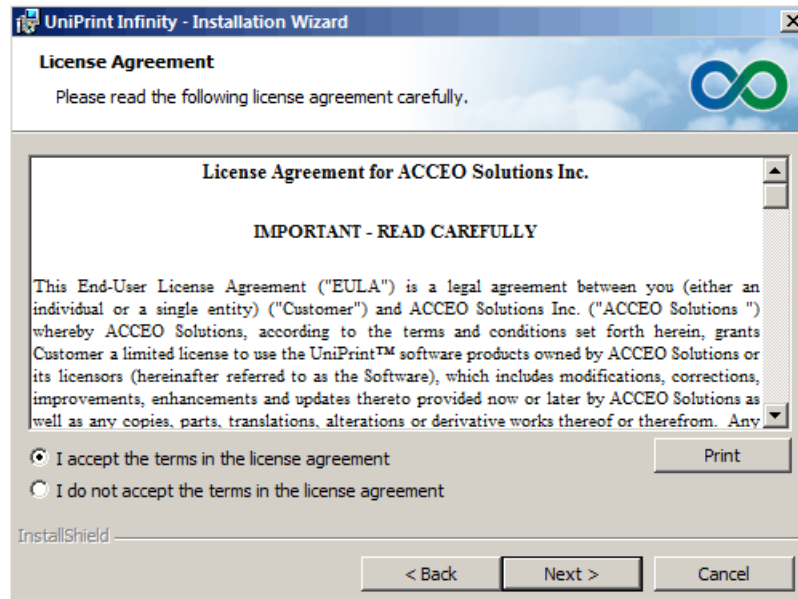 UniPrint Infinity - Installation Wizard
License Agreement
Please read the following license agreement carefully.
License Agreement for ACCEO Solutions Inc.
IMPORTANT - READ CAREFULLY
This End-User License Agreement ("EULA") is a legal agreement between you (either an
individual or a single entity) ("Customer") and ACCEO Solutions Inc. ("ACCEO Solutions ")
whereby ACCEO Solutions, according to the terms and conditions set forth herein, grants
Customer a limited license to use the UniPrint™ software products owned by ACCEO Solutions or
its licensors (hereinafter referred to as the Software), which includes modifications, corrections,
improvements, enhancements and updates thereto provided now or later by ACCEO Solutions as
well as any copies, parts, translations, alterations or derivative works thereof or therefrom. Any
I accept the terms in the license agreement
Print
I do not accept the terms in the license agreement
InstallShield
< Back
Next >
Cancel